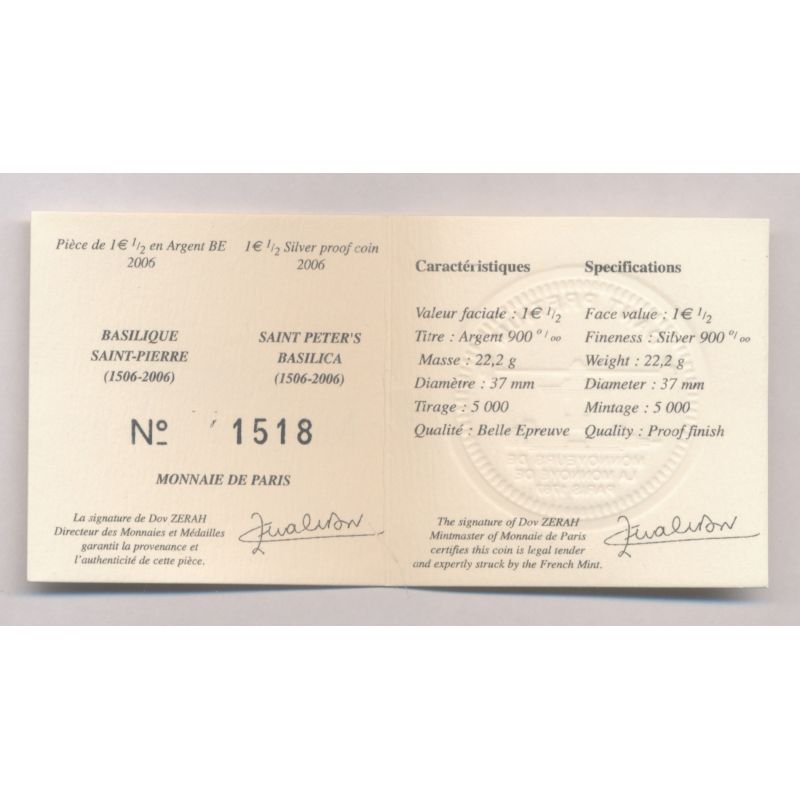 Pièce de 1€ 1/2 en Argent BE
2006
1€ 1/2 Silver proof coin
2006
BASILIQUE
SAINT-PIERRE
(1506-2006)
SAINT PETER'S
BASILICA
(1506-2006)
Nº 1518
MONNAIE DE PARIS
La signature de Dov ZERAH
Directeur des Monnaies et Médailles
garantit la provenance et
l'authenticité de cette pièce.
Caractéristiques
Valeur faciale : 1€ 1/2
Titre : Argent 900 º/ºº
Masse : 22,2 g
Diamètre : 37 mm
Tirage : 5 000
Qualité : Belle Epreuve
Specifications
Face value : 1€ 1/2
Fineness : Silver 900 º/ºº
Weight : 22,2 g
Diameter : 37 mm
Mintage : 5 000
Quality : Proof finish
MONNOYEURS DE
LA MONNOYE DE
The signature of Dov ZERAH
Mintmaster of Monnaie de Paris
certifies this coin is legal tender
and expertly struck by the French Mint.